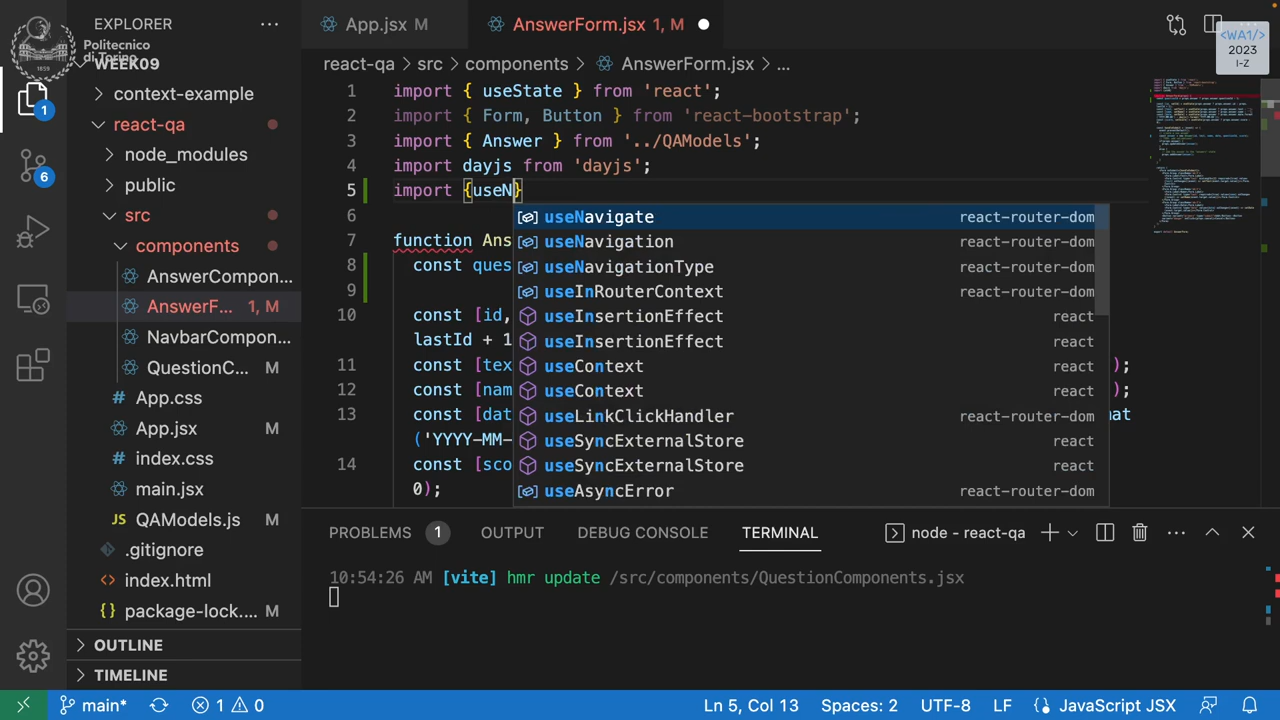 EXPLORER
Politecnico
di Torino
1859
WEEK09
context-example
react-qa
node_modules
public
src
components
AnswerCompon...
AnswerF... 1, M
NavbarCompon...
QuestionC... M
App.css
App.jsx M
index.css
main.jsx
JS QAModels.js M
.gitignore
index.html
package-lock.... M
OUTLINE
TIMELINE
1
6
App.jsx M
AnswerForm.jsx 1, M
<WA1/>
2023
I-Z
react-qa > src > components > AnswerForm.jsx > ...
1 import { useState } from 'react';
2 import { Form, Button } from 'react-bootstrap';
3 import { Answer } from '../QAModels';
4 import dayjs from 'dayjs';
5 import {useN}
6
7 function Ans
8 const ques
9
10 const [id,
lastId + 1
11 const [tex );
12 const [nam );
13 const [dat mat
('YYYY-MM-
14 const [sco
0);
useNavigate react-router-dom
useNavigation react-router-dom
useNavigationType react-router-dom
useInRouterContext react-router-dom
useInsertionEffect react
useInsertionEffect react
useContext react
useContext react
useLinkClickHandler react-router-dom
useSyncExternalStore react
useSyncExternalStore react
useAsyncError react-router-dom
PROBLEMS 1 OUTPUT DEBUG CONSOLE TERMINAL node - react-qa
10:54:26 AM [vite] hmr update /src/components/QuestionComponents.jsx
main* 1 0 Ln 5, Col 13 Spaces: 2 UTF-8 LF {} JavaScript JSX